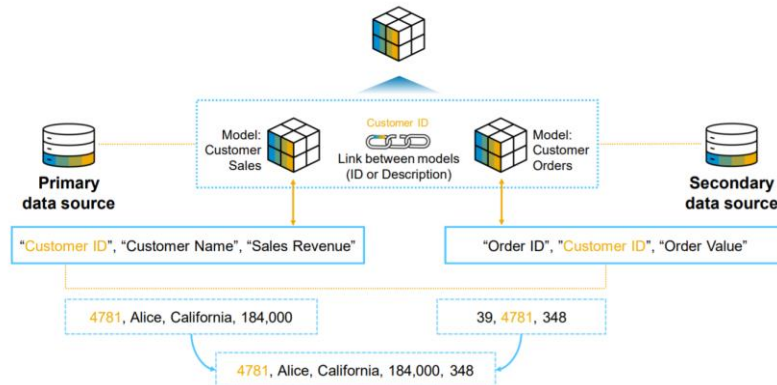 Customer ID
Model:
Customer
Sales
Link between models
(ID or Description)
Model:
Customer
Orders
Primary
data source
Secondary
data source
“Customer ID”, “Customer Name”, “Sales Revenue”
“Order ID”, ”Customer ID”, “Order Value”
4781, Alice, California, 184,000
39, 4781, 348
4781, Alice, California, 184,000, 348